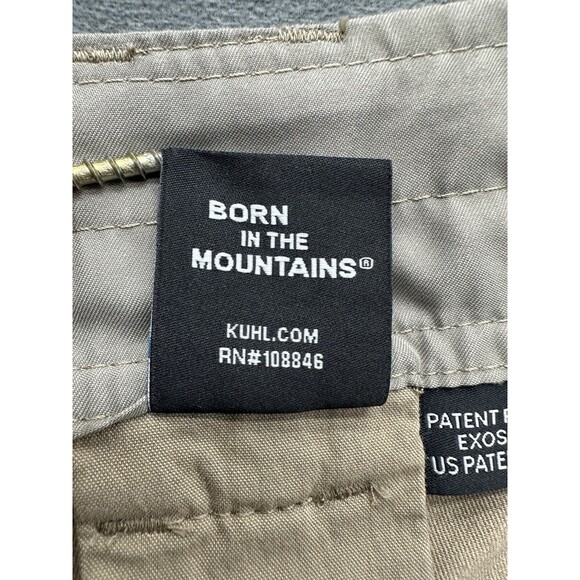 BORN
IN THE
MOUNTAINS®
KUHL.COM
RN#108846
PATENT
EXOS
US PATE